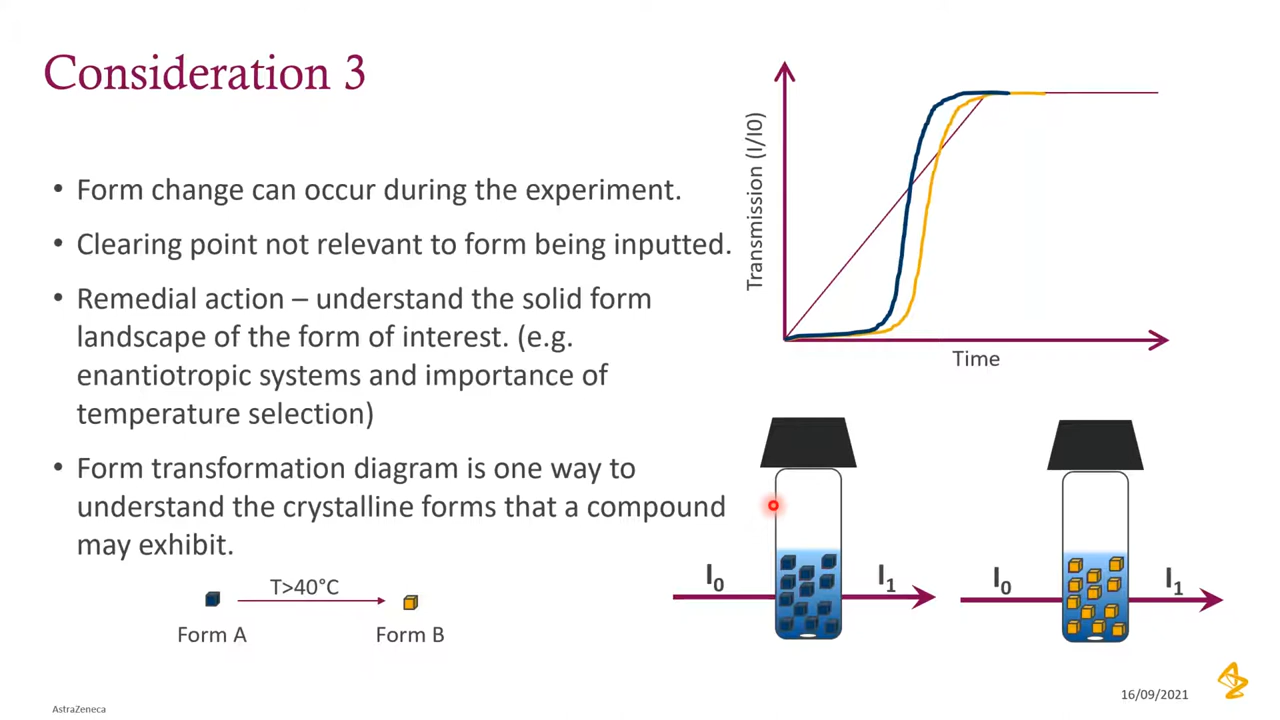 Consideration 3
• Form change can occur during the experiment.
• Clearing point not relevant to form being inputted.
• Remedial action – understand the solid form
landscape of the form of interest. (e.g.
enantiotropic systems and importance of
temperature selection)
• Form transformation diagram is one way to
understand the crystalline forms that a compound
may exhibit.
T>40°C
Form A
Form B
Transmission (I/I0)
Time
I₀
I₁
I₀
I₁
16/09/2021
AstraZeneca